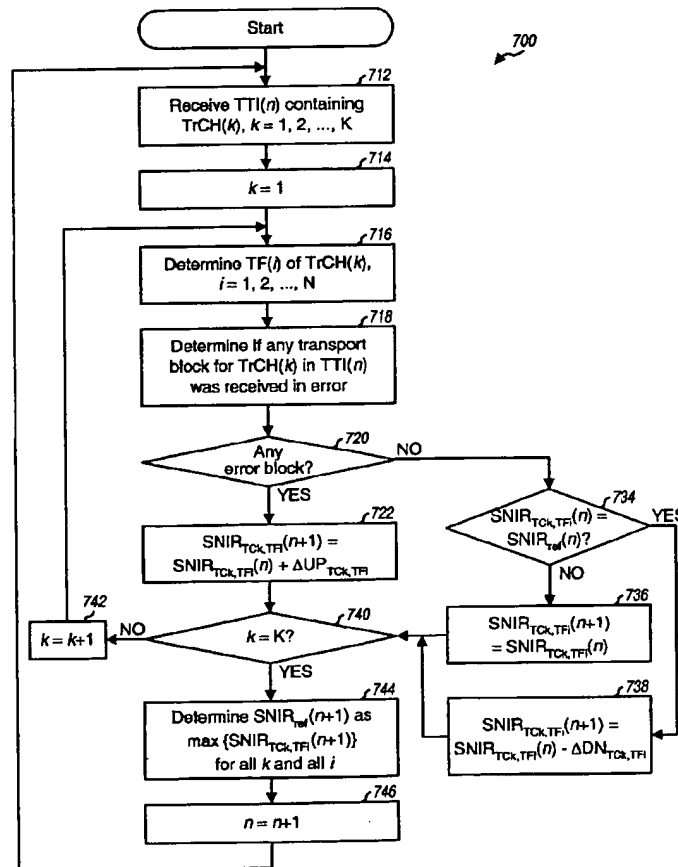 Start
700
712
Receive TTI(n) containing
TrCH(k), k = 1, 2, ..., K
714
k = 1
716
Determine TF(i) of TrCH(k),
i = 1, 2, ..., N
718
Determine If any transport
block for TrCH(k) in TTI(n)
was received in error
720
Any
error block?
NO
YES
734
SNIR_TCk,TFi(n) =
SNIR_ref(n)?
YES
NO
722
SNIR_TCk,TFi(n+1) =
SNIR_TCk,TFi(n) + ΔUP_TCk,TFi
736
SNIR_TCk,TFi(n+1)
= SNIR_TCk,TFi(n)
742
k = k+1
NO
740
k = K?
YES
738
SNIR_TCk,TFi(n+1) =
SNIR_TCk,TFi(n) - ΔDN_TCk,TFi
744
Determine SNIR_ref(n+1) as
max {SNIR_TCk,TFi(n+1)}
for all k and all i
746
n = n+1